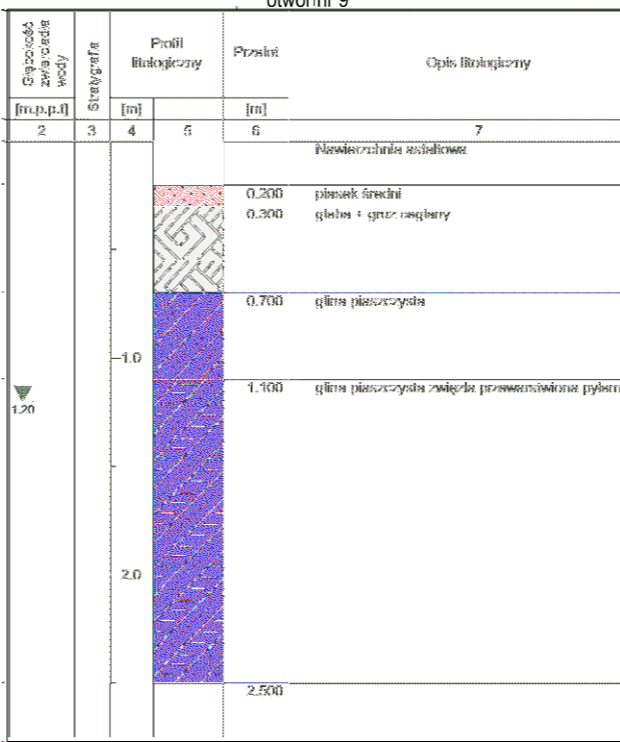 otwór nr 9
Głębokość zwierciadła wody
Stratygrafia
Profil litologiczny
Przelot
Opis litologiczny
[m.p.p.t]
[m]
[m]
2 3 4 5 6 7
Nawierzchnia asfaltowa
0.200 piasek średni
0.300 gleba + gruz ceglany
0.700 glina piaszczysta
1.0
1.100 glina piaszczysta zwięzła przewarstwiona pyłem
1.20
2.0
2.500